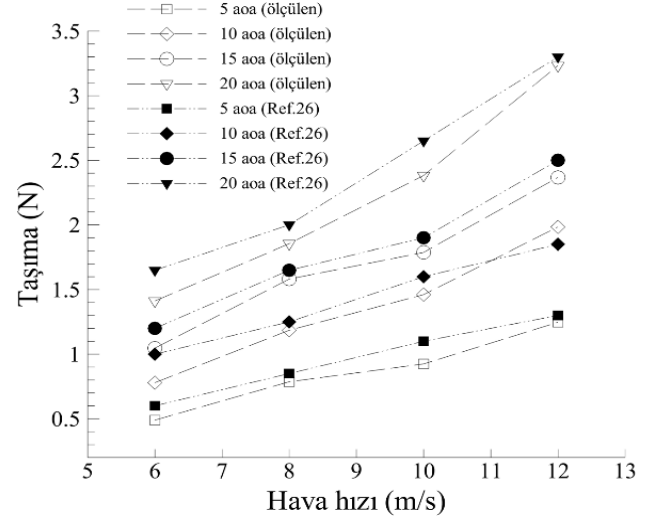 5 aoa (ölçülen)
10 aoa (ölçülen)
15 aoa (ölçülen)
20 aoa (ölçülen)
5 aoa (Ref.26)
10 aoa (Ref.26)
15 aoa (Ref.26)
20 aoa (Ref.26)
3.5
3
2.5
2
1.5
1
0.5
Taşıma (N)
5 6 7 8 9 10 11 12 13
Hava hızı (m/s)